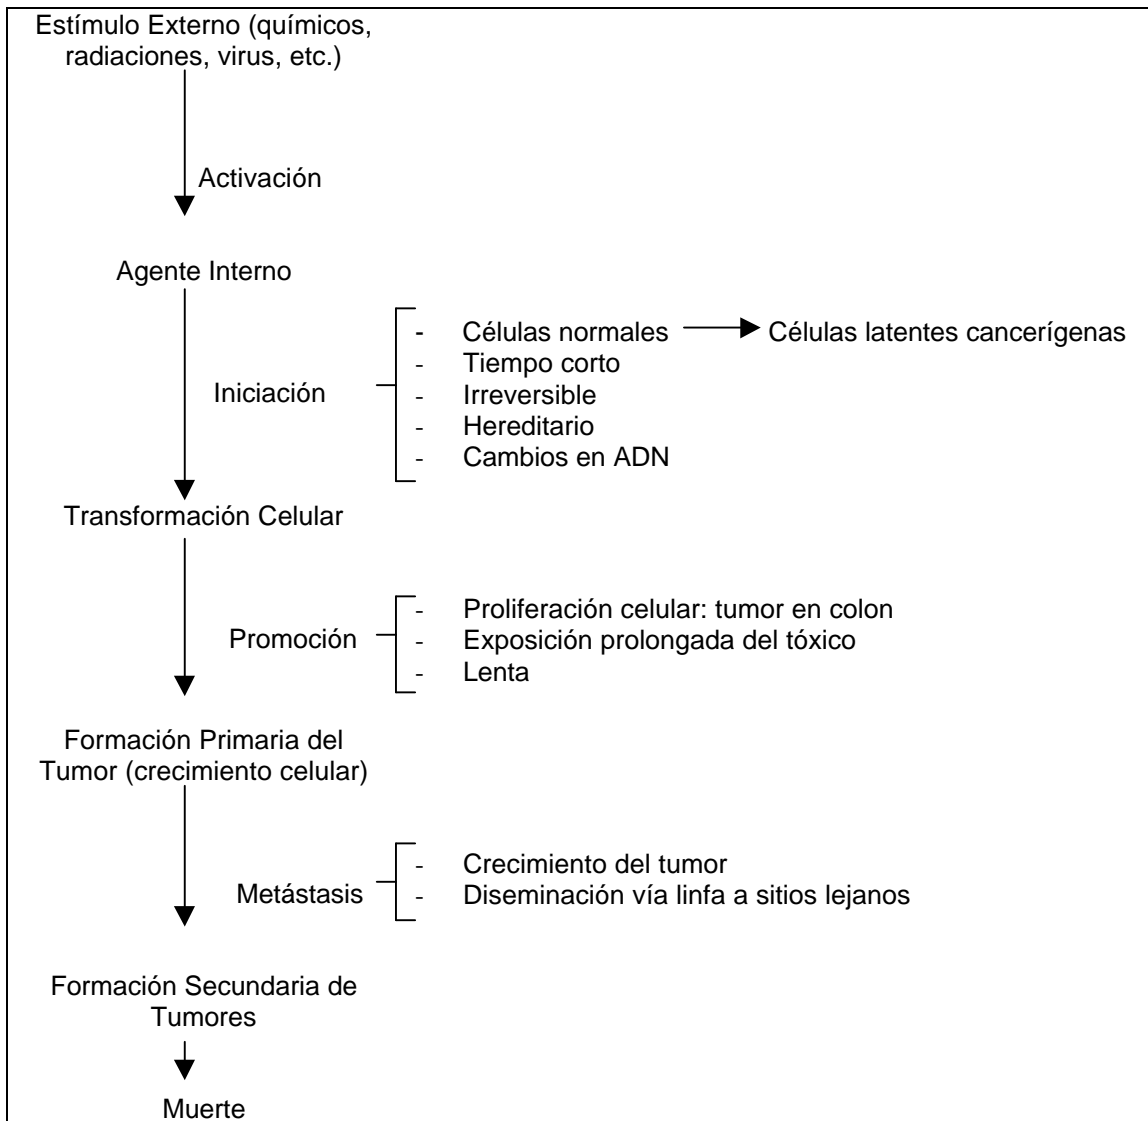 Estímulo Externo (químicos,
radiaciones, virus, etc.)
Activación
Agente Interno
Iniciación
- Células normales
Células latentes cancerígenas
- Tiempo corto
- Irreversible
- Hereditario
- Cambios en ADN
Transformación Celular
Promoción
- Proliferación celular: tumor en colon
- Exposición prolongada del tóxico
- Lenta
Formación Primaria del
Tumor (crecimiento celular)
Metástasis
- Crecimiento del tumor
- Diseminación vía linfa a sitios lejanos
Formación Secundaria de
Tumores
Muerte